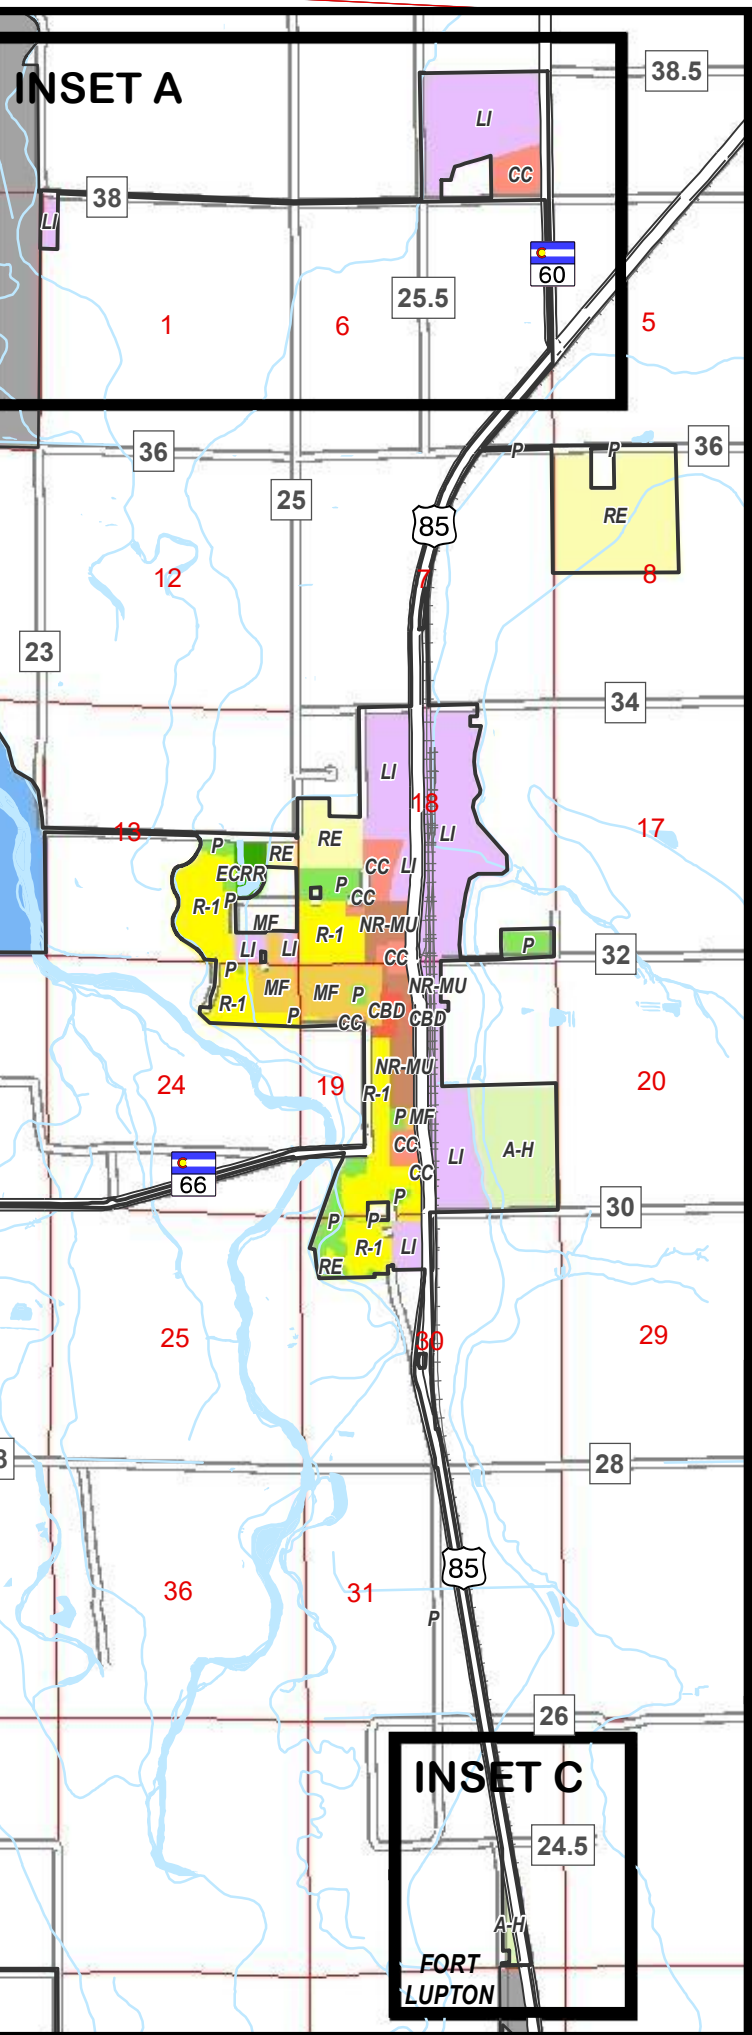 INSET A
38.5
LI
CC
38
LI
60
25.5
1
6
5
36
P
P
36
25
RE
85
12
7
8
23
34
LI
18
13
RE
LI
17
P
RE
CC
LI
ECRR
P
CC
R-1
P
MF
R-1
NR-MU
LI
LI
P
32
P
CC
R-1
MF
MF
P
NR-MU
P
CC
CBD
CBD
24
19
NR-MU
20
R-1
P
MF
CC
LI
A-H
66
CC
P
30
P
P
R-1
LI
RE
25
30
29
3
28
85
36
31
P
26
INSET C
24.5
A-H
FORT
LUPTON